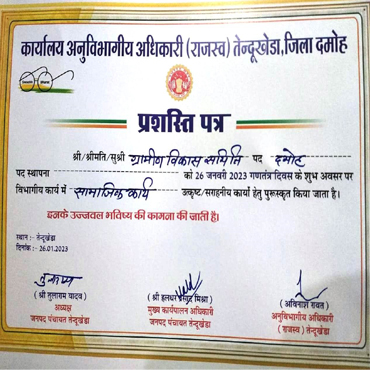 कार्यालय अनुविभागीय अधिकारी (राजस्व) तेन्दूखेडा, जिला दमोह
प्रशस्ति पत्र
श्री/श्रीमति/सुश्री ग्रामीण विकास समिति पद दमोह
पद स्थापना को 26 जनवरी 2023 गणतंत्र दिवस के शुभ अवसर पर
विभागीय कार्य में सामाजिक कार्य उत्कृष्ट/सराहनीय कार्यो हेतु पुरूस्कृत किया जाता है।
इनके उज्जवल भविष्य की कामना की जाती है।
स्थान :- तेन्दूखेडा
दिनांक :- 26.01.2023
( श्री तुलाराम यादव )
अध्यक्ष
जनपद पंचायत तेन्दूखेडा
( श्री हलधर प्रसाद मिश्रा )
मुख्य कार्यपालन अधिकारी
जनपद पंचायत तेंदूखेडा
( अविनाश रावत )
अनुविभागीय अधिकारी
( राजस्व ) तेन्दूखेडा